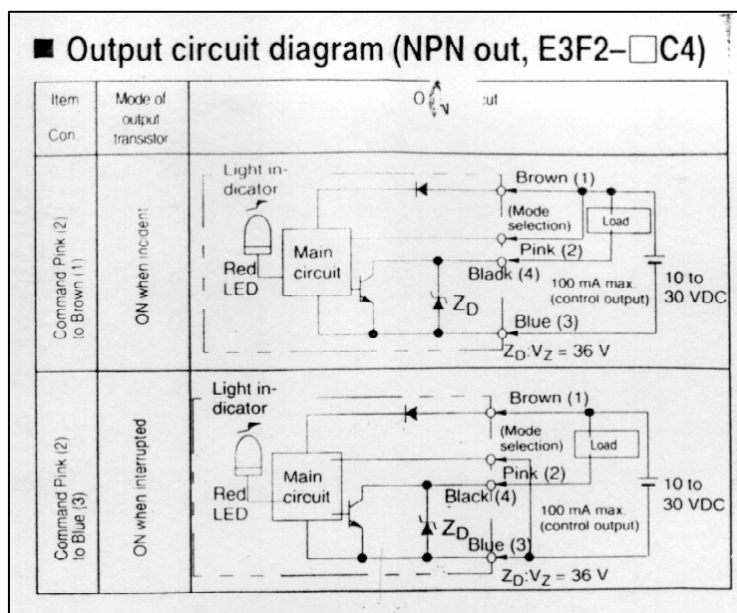 ■ Output circuit diagram (NPN out, E3F2–□C4)
Item
Con.
Mode of
output
transistor
O
cut
Command Pink (2)
to Brown (1)
ON when incident
Light in-
dicator
Red
LED
Main
circuit
Brown (1)
(Mode
selection)
Pink (2)
Black (4)
Load
100 mA max.
(control output)
10 to
30 VDC
ZD
Blue (3)
ZD:VZ = 36 V
Command Pink (2)
to Blue (3)
ON when interrupted
Light in-
dicator
Red
LED
Main
circuit
Brown (1)
(Mode
selection)
Pink (2)
Black (4)
Load
100 mA max.
(control output)
10 to
30 VDC
ZD
Blue (3)
ZD:VZ = 36 V